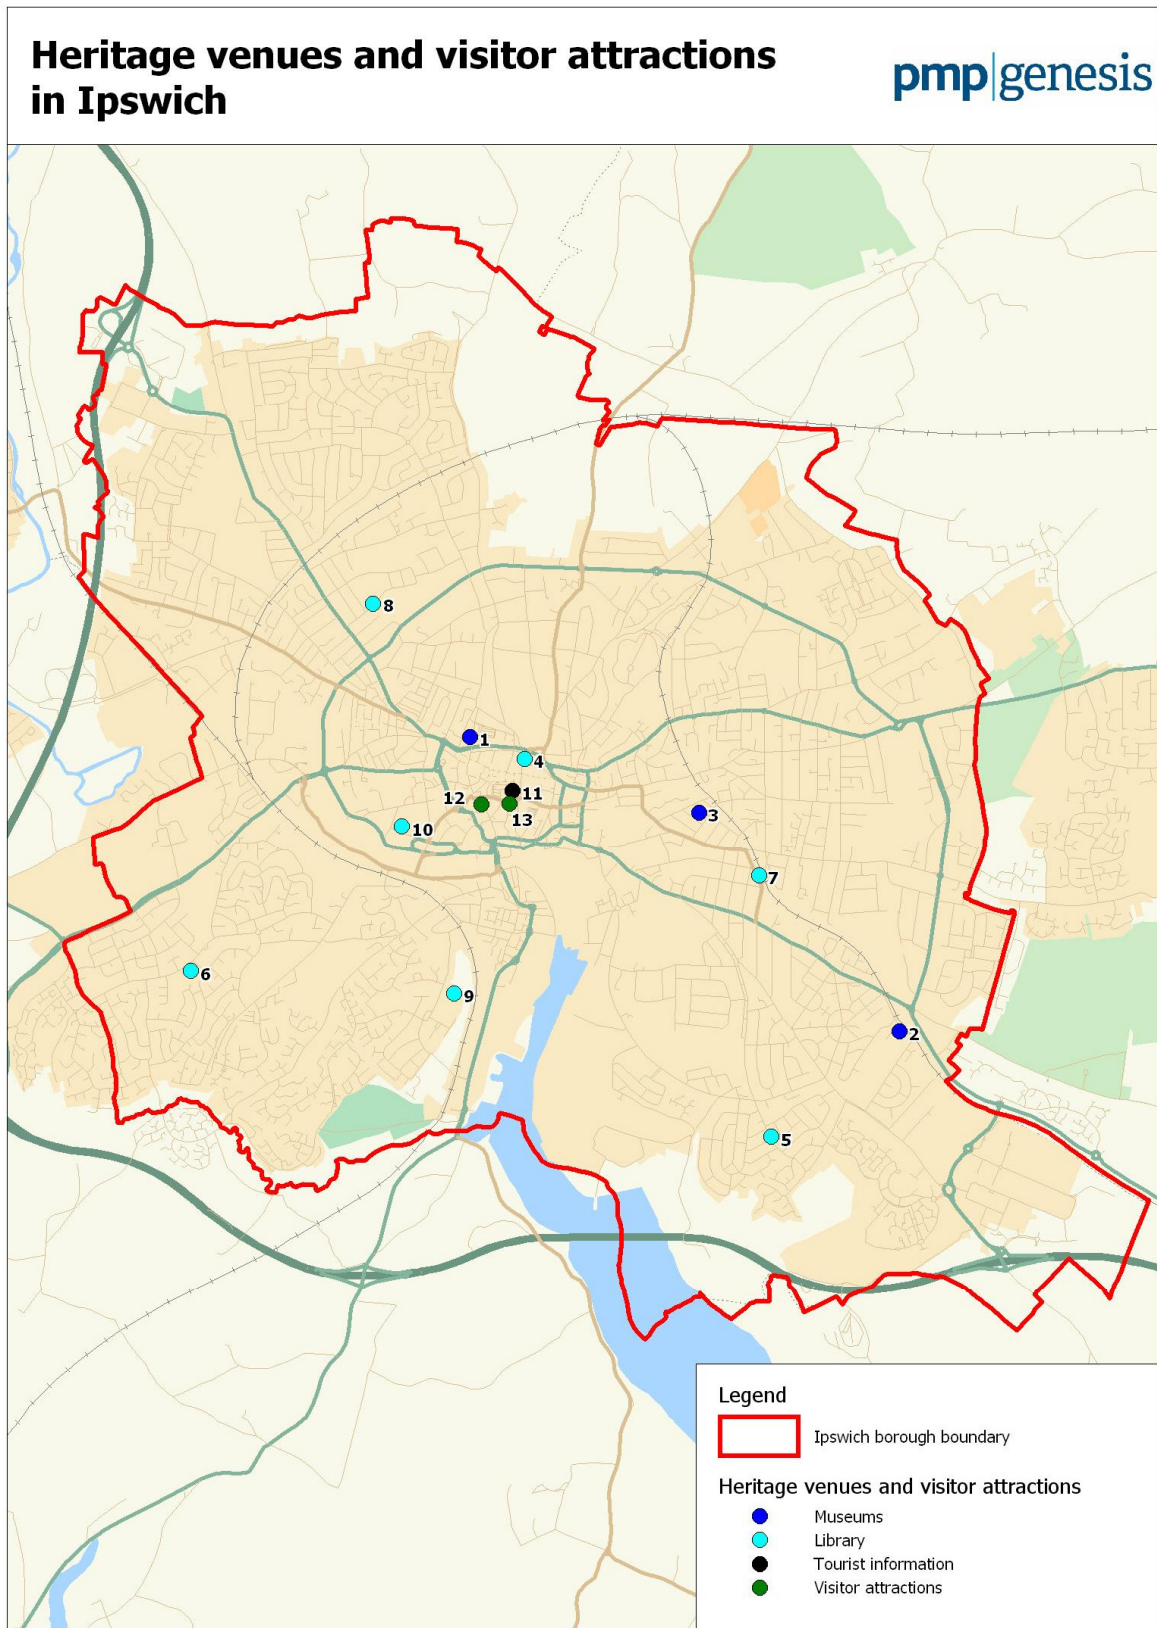 Heritage venues and visitor attractions
in Ipswich
pmp|genesis
8
1
4
11
12
13
3
10
7
6
9
2
5
Legend
Ipswich borough boundary
Heritage venues and visitor attractions
Museums
Library
Tourist information
Visitor attractions